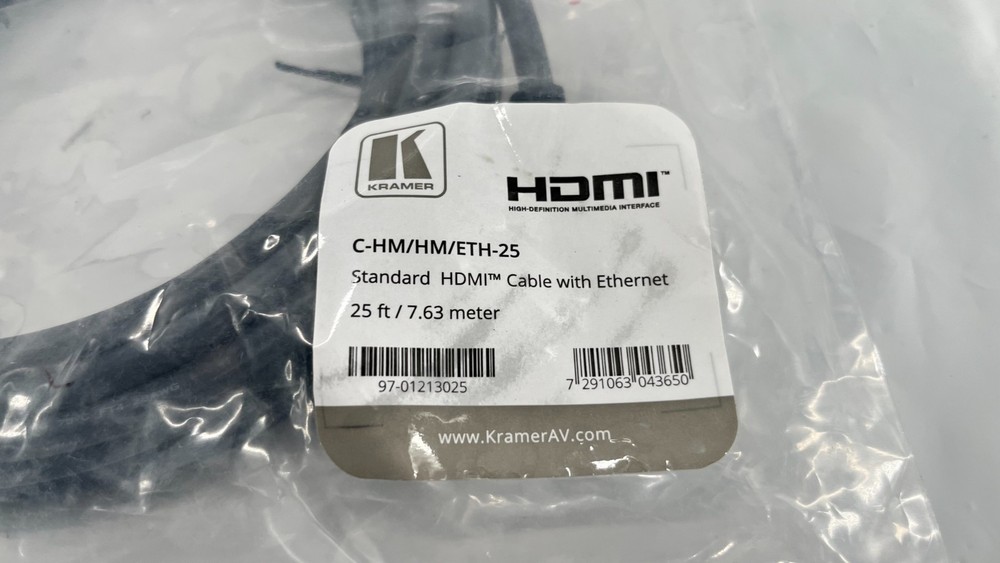 K
KRAMER
HDMI™
HIGH-DEFINITION MULTIMEDIA INTERFACE
C-HM/HM/ETH-25
Standard HDMI™ Cable with Ethernet
25 ft / 7.63 meter
97-01213025
7 291063 043650
www.KramerAV.com